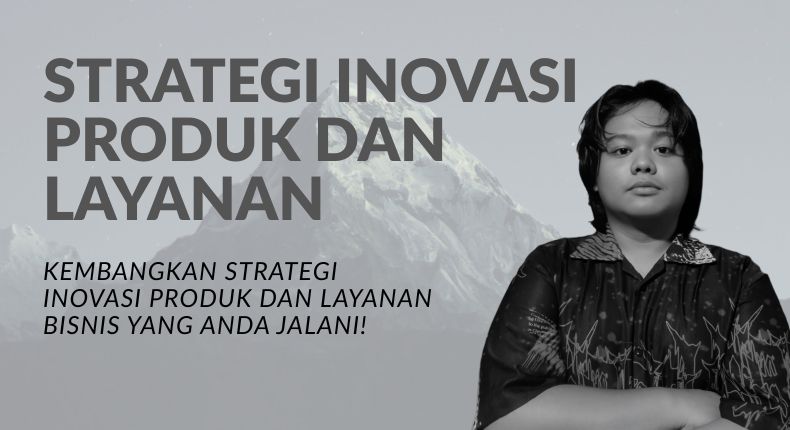 STRATEGI INOVASI
PRODUK DAN
LAYANAN
KEMBANGKAN STRATEGI
INOVASI PRODUK DAN LAYANAN
BISNIS YANG ANDA JALANI!